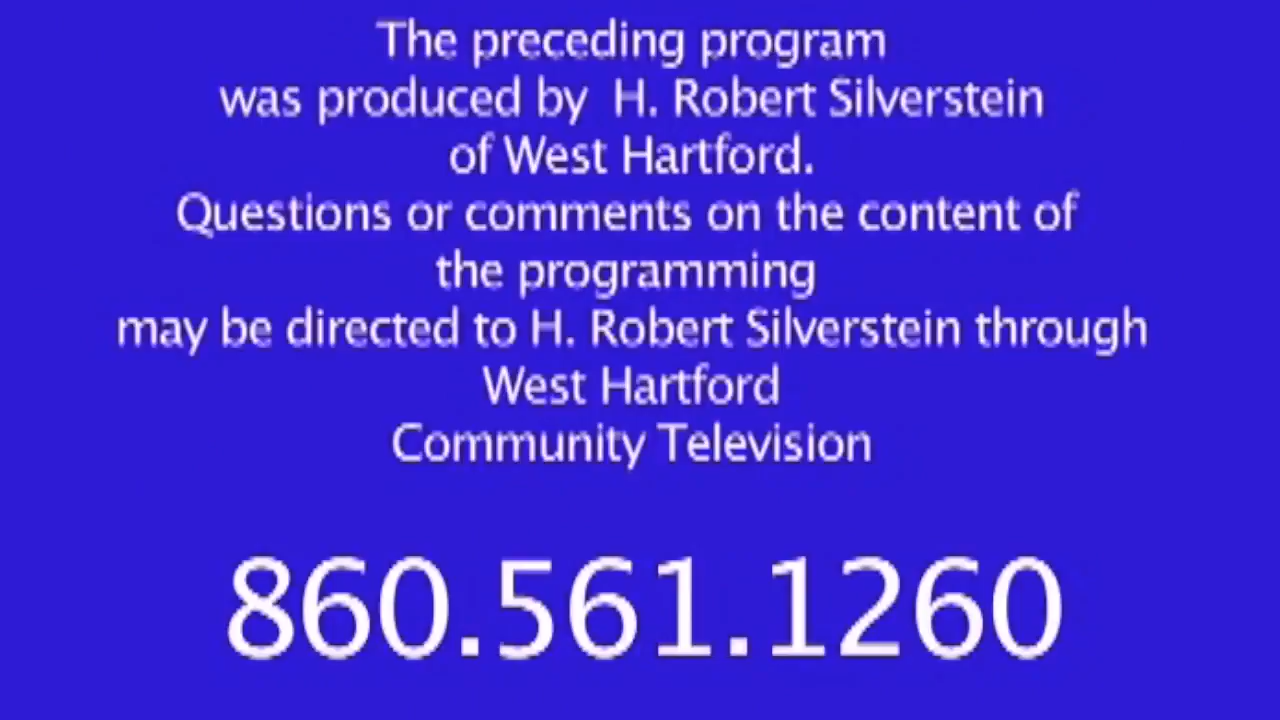 The preceding program
was produced by H. Robert Silverstein
of West Hartford.
Questions or comments on the content of
the programming
may be directed to H. Robert Silverstein through
West Hartford
Community Television
860.561.1260